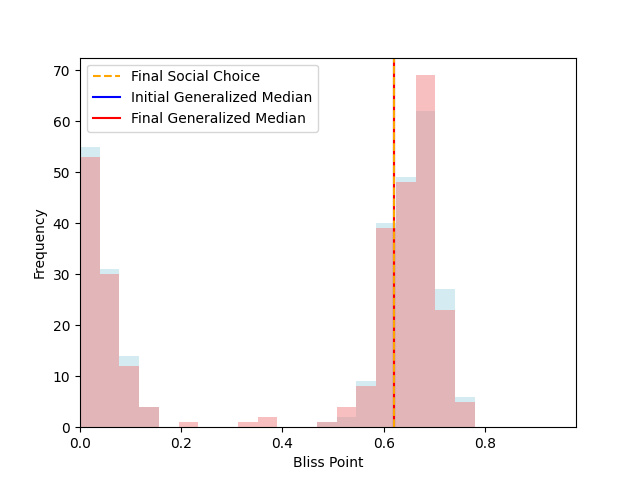 Final Social Choice
Initial Generalized Median
Final Generalized Median
70
60
50
40
30
20
10
0
Frequency
0.0 0.2 0.4 0.6 0.8
Bliss Point